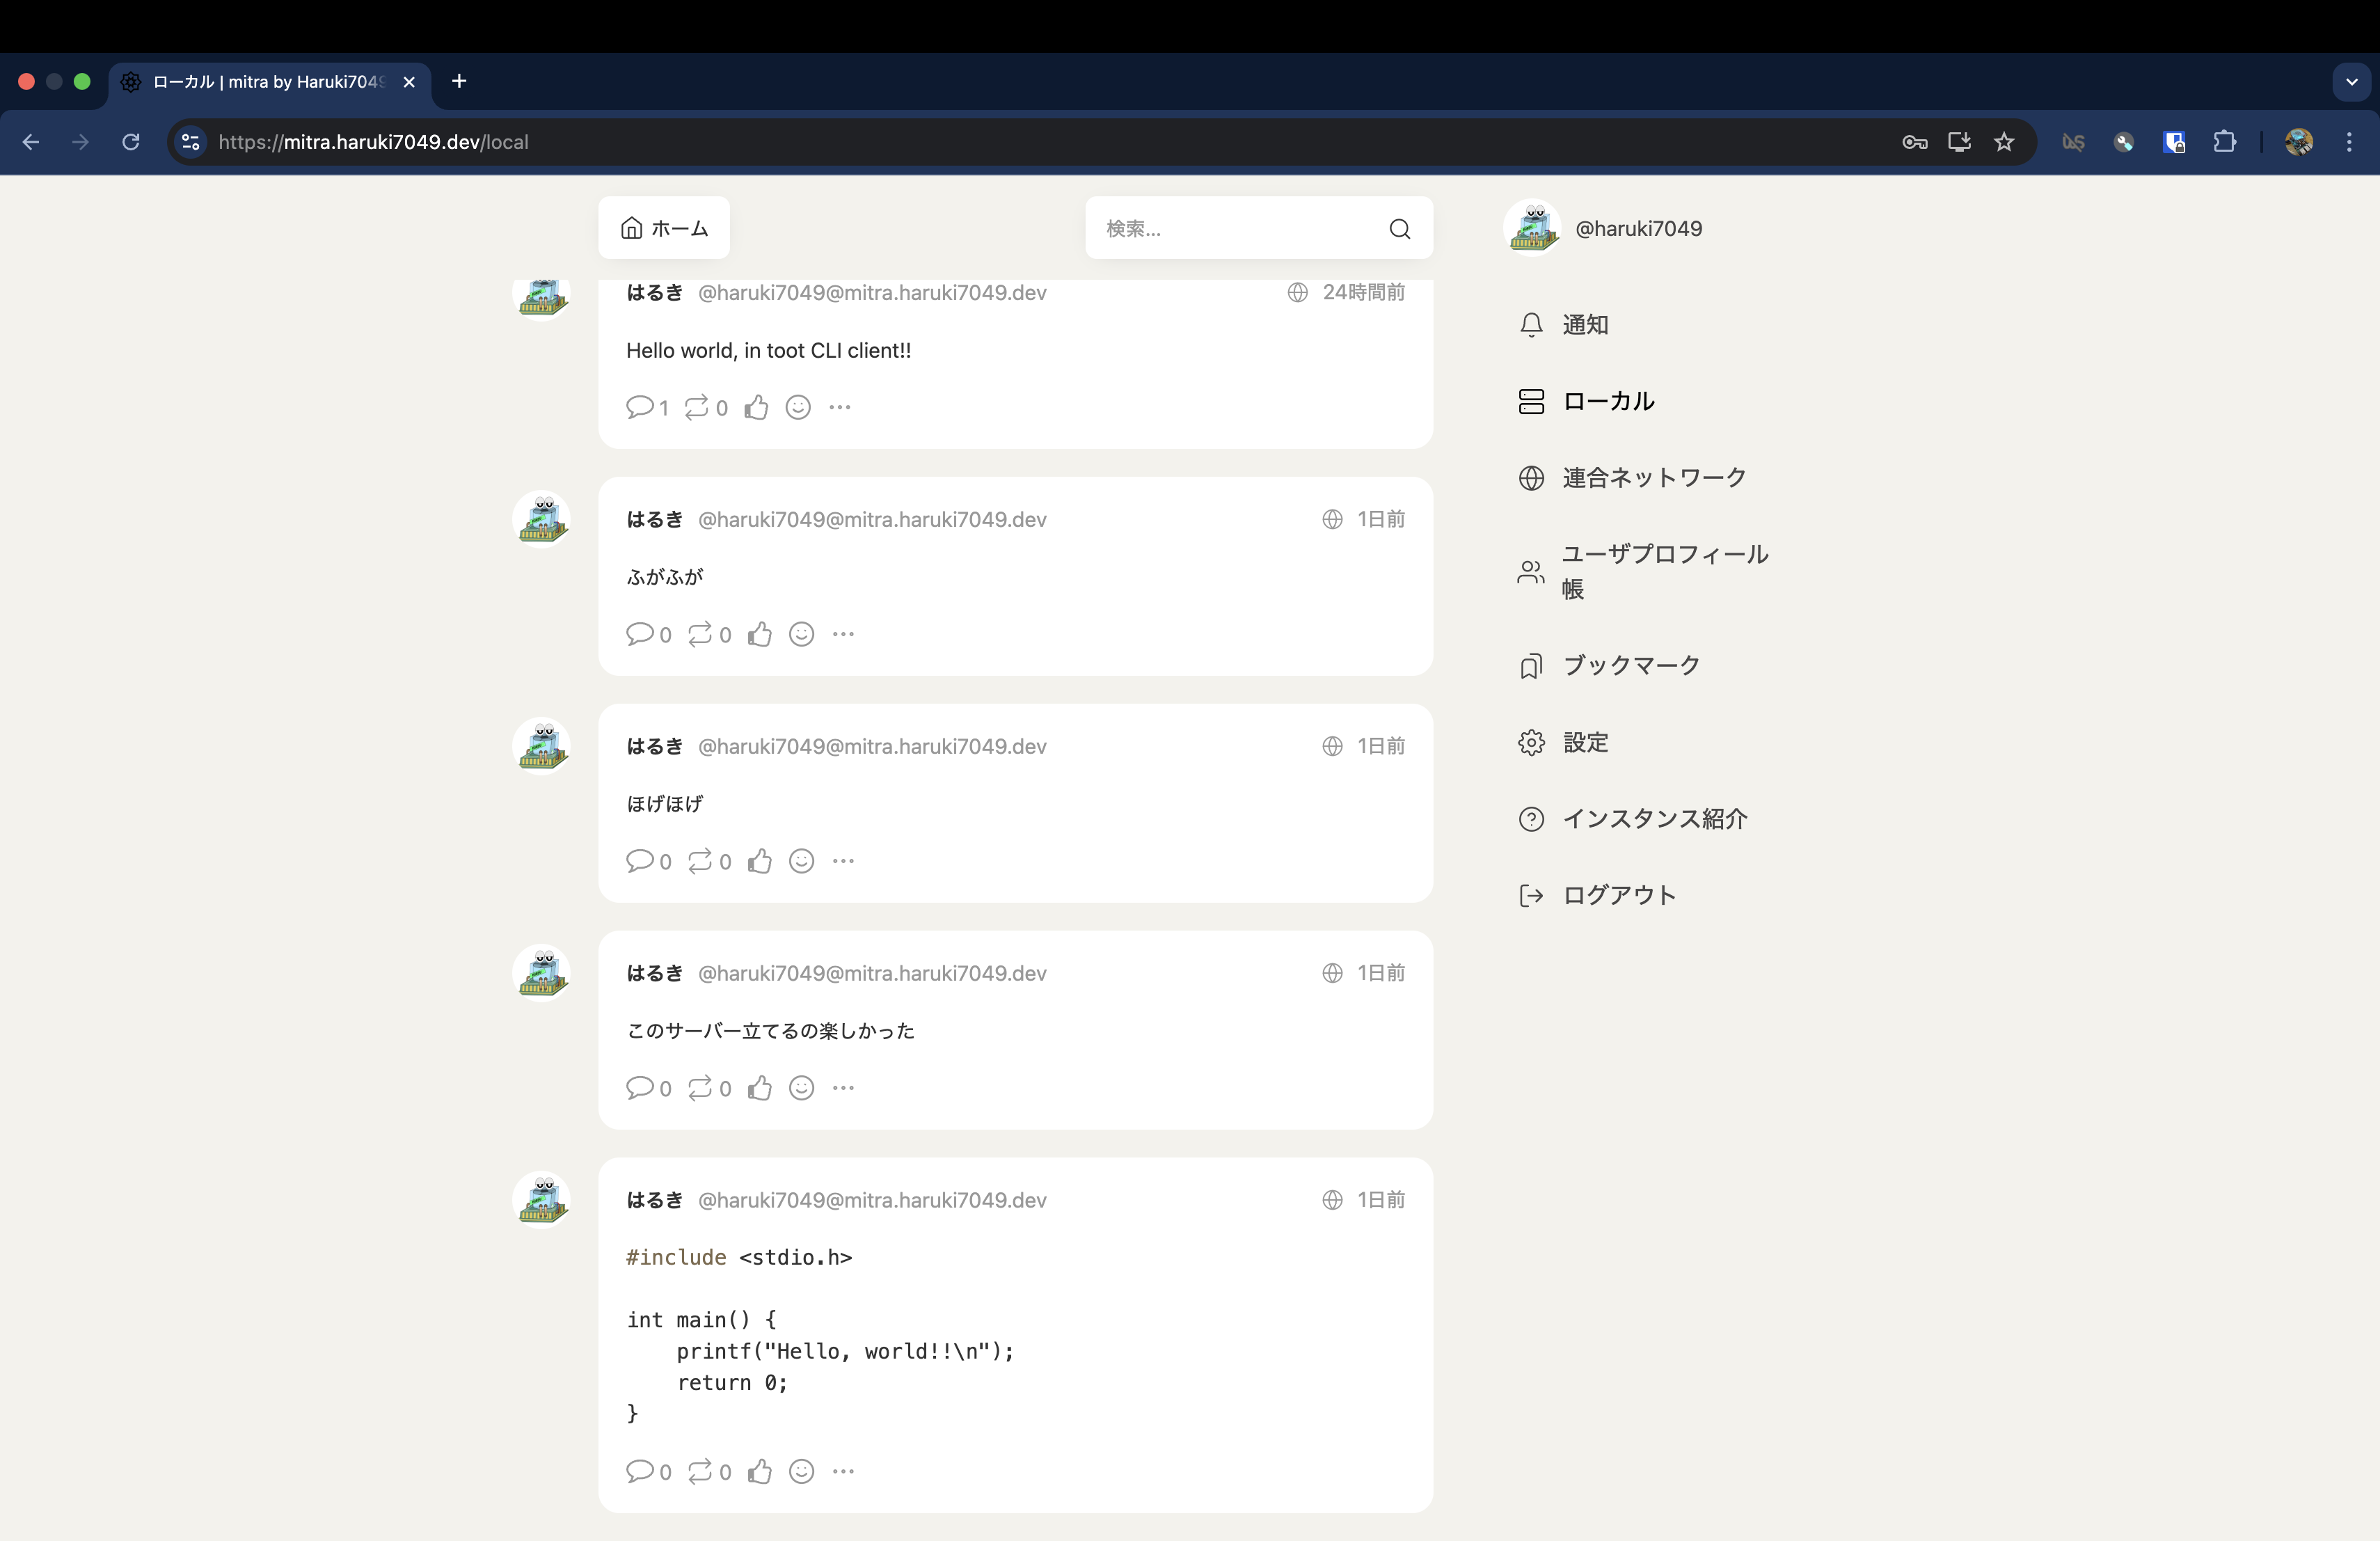 ローカル | mitra by Haruki7049
https://mitra.haruki7049.dev/local
ホーム
検索...
@haruki7049
はるき @haruki7049@mitra.haruki7049.dev 24時間前
Hello world, in toot CLI client!!
1 0
はるき @haruki7049@mitra.haruki7049.dev 1日前
ふがふが
0 0
はるき @haruki7049@mitra.haruki7049.dev 1日前
ほげほげ
0 0
はるき @haruki7049@mitra.haruki7049.dev 1日前
このサーバー立てるの楽しかった
0 0
はるき @haruki7049@mitra.haruki7049.dev 1日前
#include <stdio.h>
int main() {
    printf("Hello, world!!\n");
    return 0;
}
0 0
通知
ローカル
連合ネットワーク
ユーザプロフィール
帳
ブックマーク
設定
インスタンス紹介
ログアウト